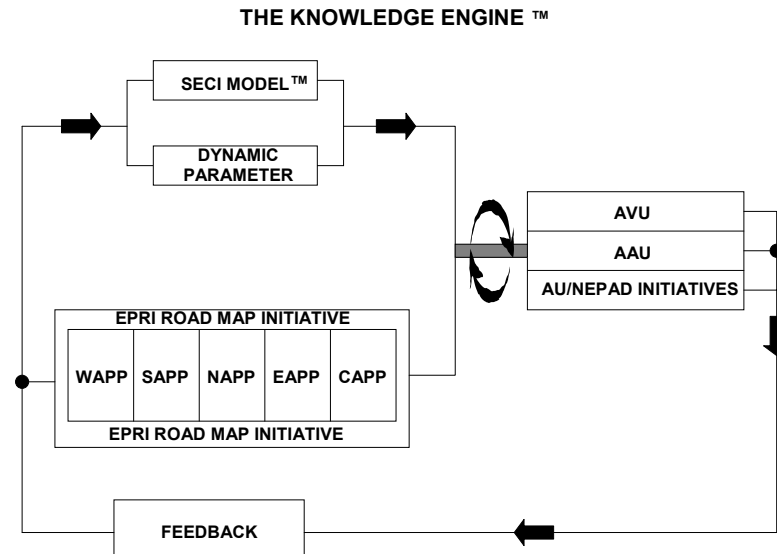 THE KNOWLEDGE ENGINE ™
SECI MODEL™
DYNAMIC
PARAMETER
AVU
AAU
AU/NEPAD INITIATIVES
EPRI ROAD MAP INITIATIVE
WAPP SAPP NAPP EAPP CAPP
EPRI ROAD MAP INITIATIVE
FEEDBACK